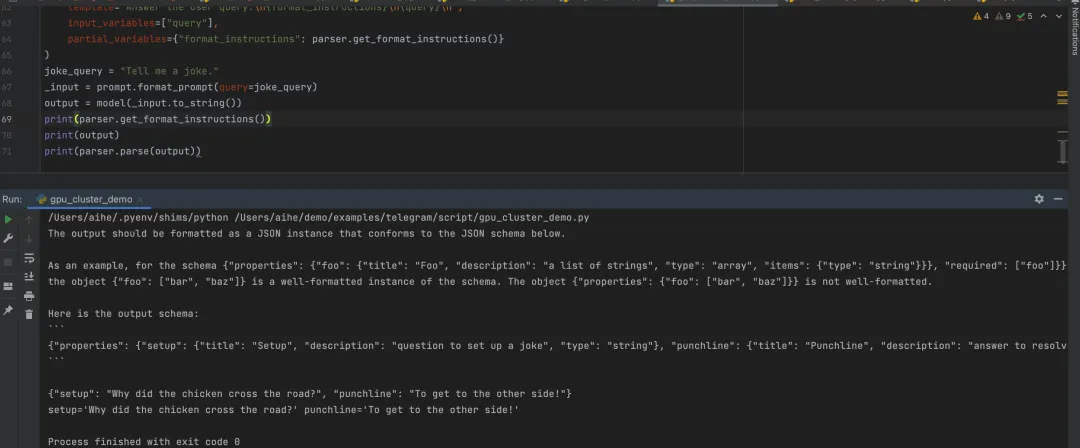 62 template="Answer the user query.\n{format_instructions}\n{query}\n",
63 input_variables=["query"],
64 partial_variables={"format_instructions": parser.get_format_instructions()}
65 )
66 joke_query = "Tell me a joke."
67 _input = prompt.format_prompt(query=joke_query)
68 output = model(_input.to_string())
69 print(parser.get_format_instructions())
70 print(output)
71 print(parser.parse(output))
4 9 5
Notifications
Run: gpu_cluster_demo
/Users/aihe/.pyenv/shims/python /Users/aihe/demo/examples/telegram/script/gpu_cluster_demo.py
The output should be formatted as a JSON instance that conforms to the JSON schema below.
As an example, for the schema {"properties": {"foo": {"title": "Foo", "description": "a list of strings", "type": "array", "items": {"type": "string"}}}, "required": ["foo"]}}
the object {"foo": ["bar", "baz"]} is a well-formatted instance of the schema. The object {"properties": {"foo": ["bar", "baz"]}} is not well-formatted.
Here is the output schema:
```
{"properties": {"setup": {"title": "Setup", "description": "question to set up a joke", "type": "string"}, "punchline": {"title": "Punchline", "description": "answer to resolv
```
{"setup": "Why did the chicken cross the road?", "punchline": "To get to the other side!"}
setup='Why did the chicken cross the road?' punchline='To get to the other side!'
Process finished with exit code 0